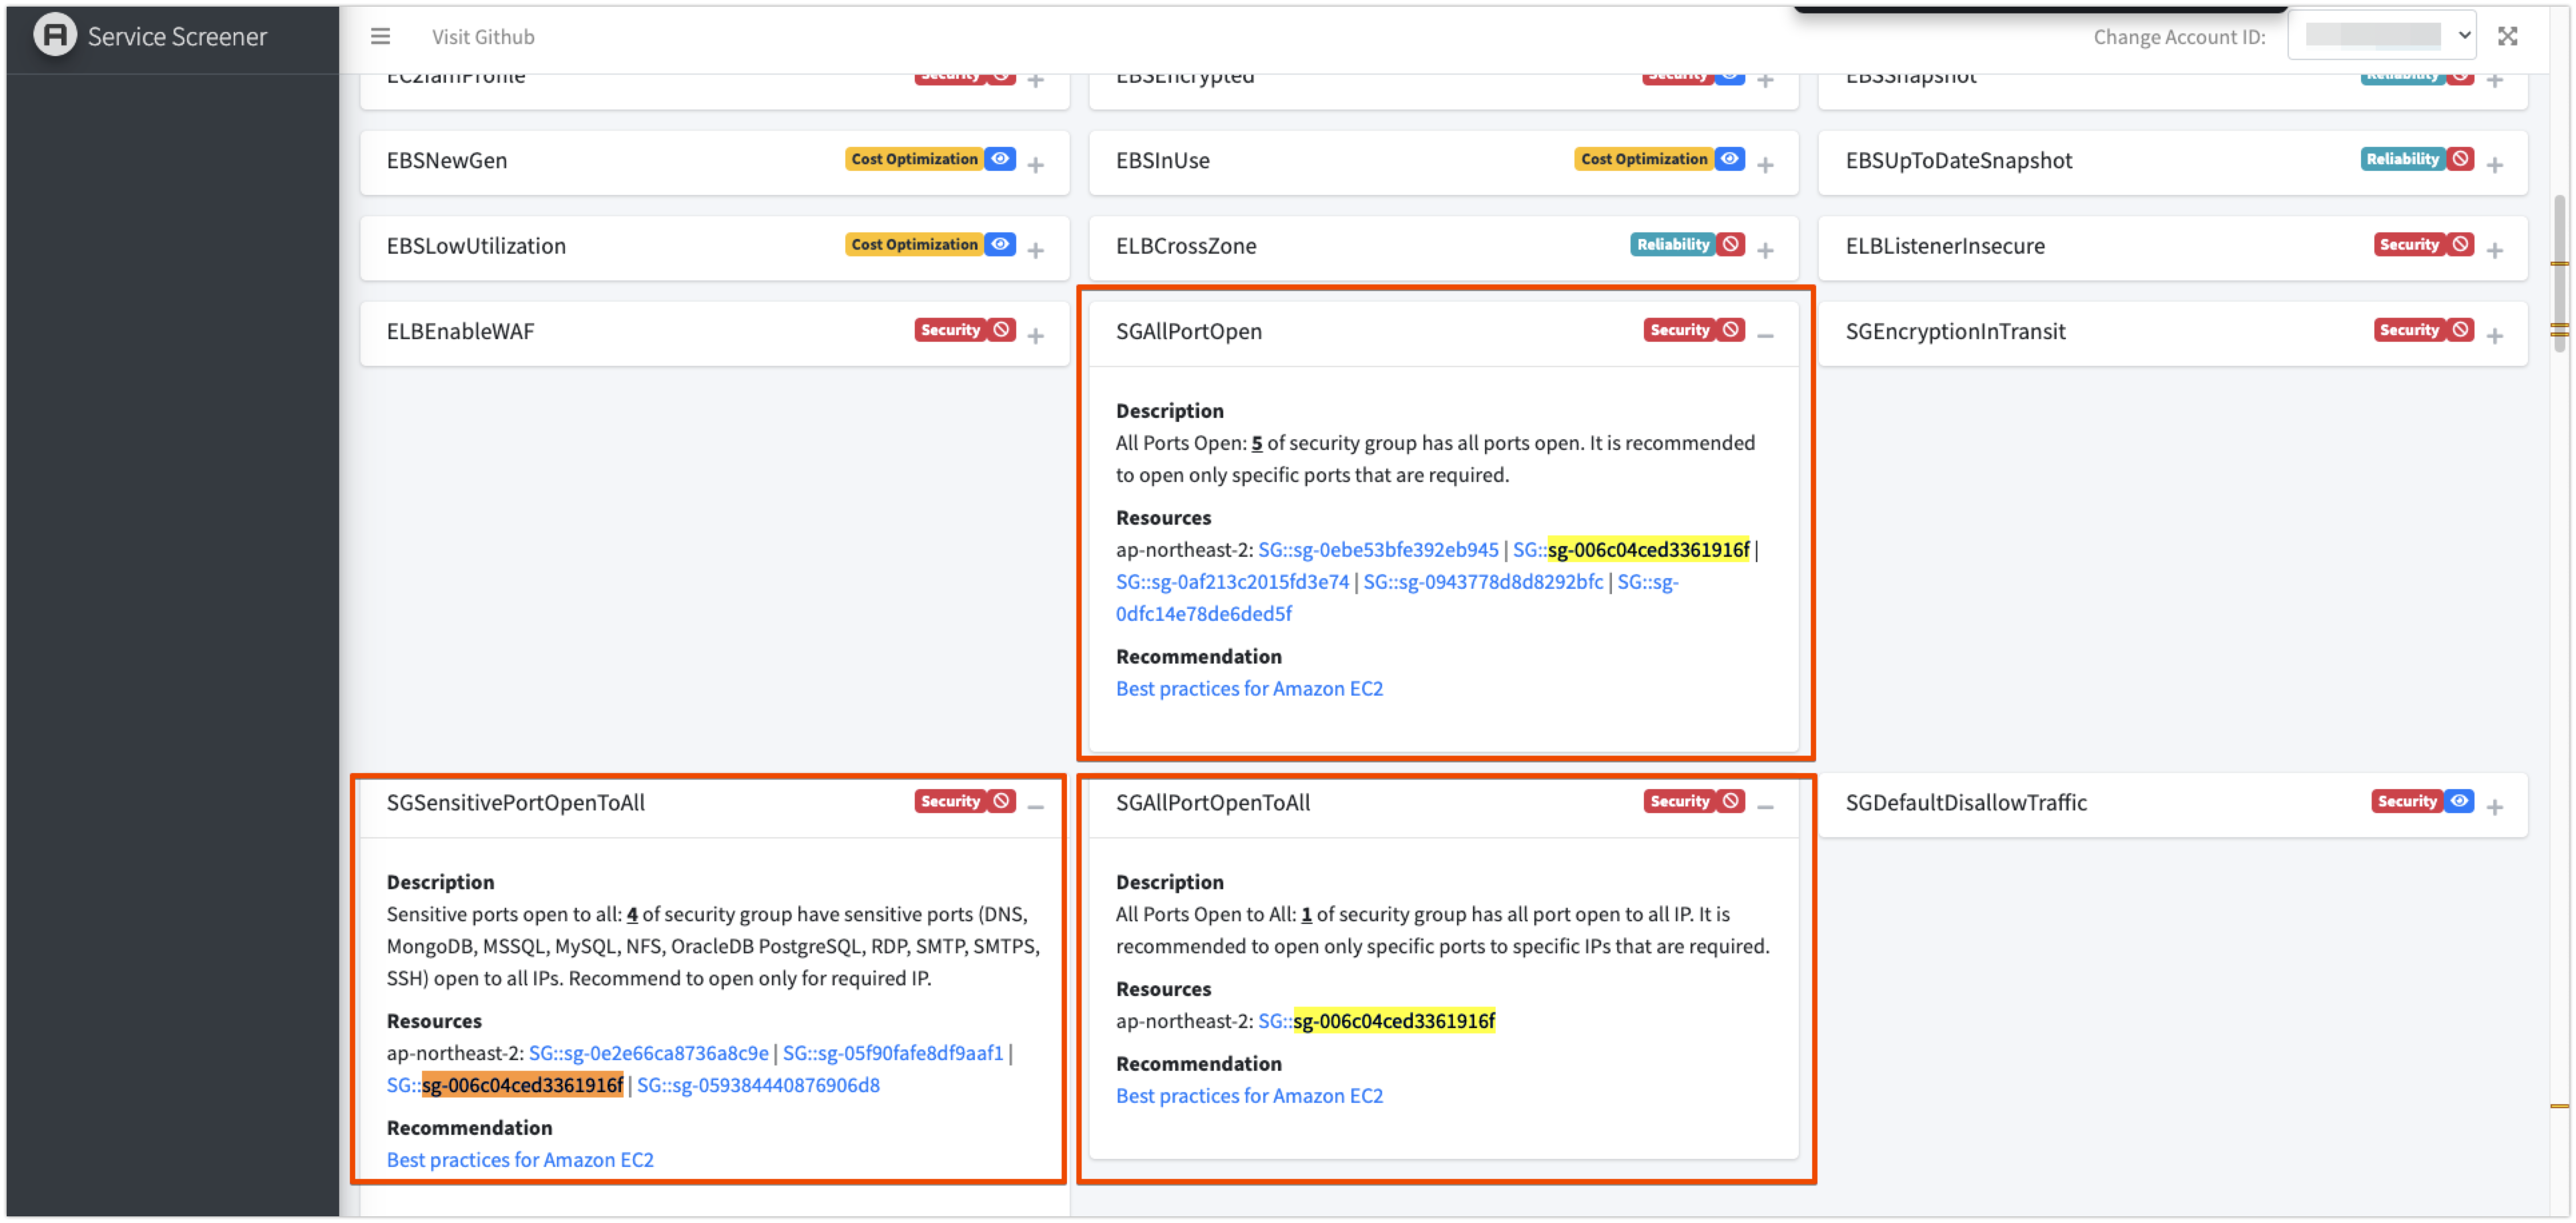 Service Screener
Visit Github
Change Account ID:
EC2IamProfile
Security
EBSEncrypted
Security
EBSSnapshot
Reliability
EBSNewGen
Cost Optimization
EBSInUse
Cost Optimization
EBSUpToDateSnapshot
Reliability
EBSLowUtilization
Cost Optimization
ELBCrossZone
Reliability
ELBListenerInsecure
Security
ELBEnableWAF
Security
SGAllPortOpen
Security
SGEncryptionInTransit
Security
Description
All Ports Open: 5 of security group has all ports open. It is recommended
to open only specific ports that are required.
Resources
ap-northeast-2: SG::sg-0ebe53bfe392eb945 | SG::sg-006c04ced3361916f |
SG::sg-0af213c2015fd3e74 | SG::sg-0943778d8d8292bfc | SG::sg-
0dfc14e78de6ded5f
Recommendation
Best practices for Amazon EC2
SGSensitivePortOpenToAll
Security
Description
Sensitive ports open to all: 4 of security group have sensitive ports (DNS,
MongoDB, MSSQL, MySQL, NFS, OracleDB PostgreSQL, RDP, SMTP, SMTPS,
SSH) open to all IPs. Recommend to open only for required IP.
Resources
ap-northeast-2: SG::sg-0e2e66ca8736a8c9e | SG::sg-05f90fafe8df9aaf1 |
SG::sg-006c04ced3361916f | SG::sg-059384440876906d8
Recommendation
Best practices for Amazon EC2
SGAllPortOpenToAll
Security
Description
All Ports Open to All: 1 of security group has all port open to all IP. It is
recommended to open only specific ports to specific IPs that are required.
Resources
ap-northeast-2: SG::sg-006c04ced3361916f
Recommendation
Best practices for Amazon EC2
SGDefaultDisallowTraffic
Security